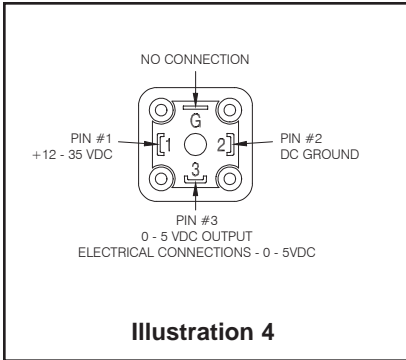 NO CONNECTION
G
PIN #1
+12 - 35 VDC
1
2
PIN #2
DC GROUND
3
PIN #3
0 - 5 VDC OUTPUT
ELECTRICAL CONNECTIONS - 0 - 5VDC
Illustration 4